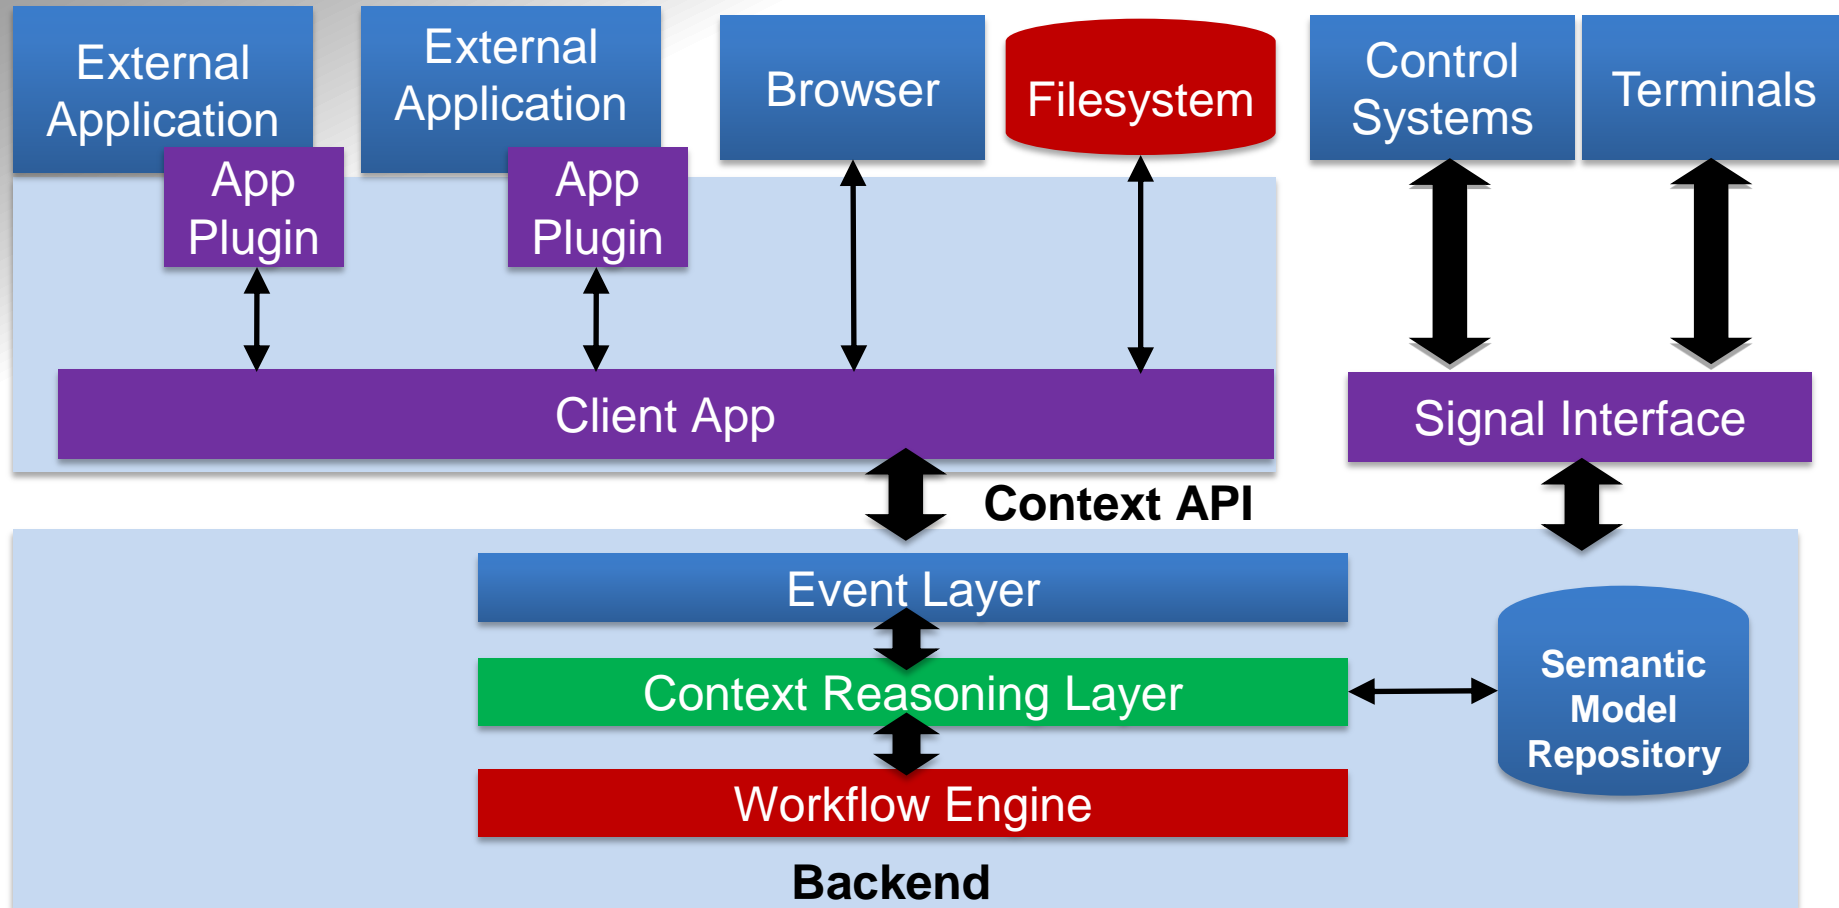 External
Application
External
Application
Browser
Filesystem
Control
Systems
Terminals
App
Plugin
App
Plugin
Client App
Signal Interface
Context API
Event Layer
Context Reasoning Layer
Semantic
Model
Repository
Workflow Engine
Backend